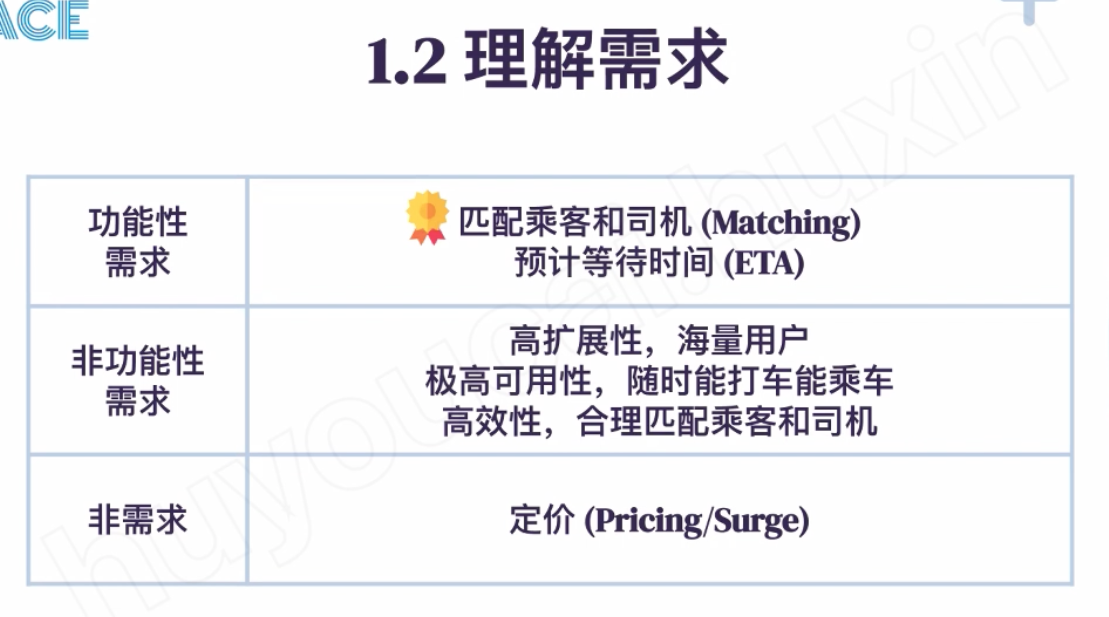 ACE
1.2 理解需求
功能性
需求
匹配乘客和司机 (Matching)
预计等待时间 (ETA)
非功能性
需求
高扩展性，海量用户
极高可用性，随时能打车能乘车
高效性，合理匹配乘客和司机
非需求
定价 (Pricing/Surge)